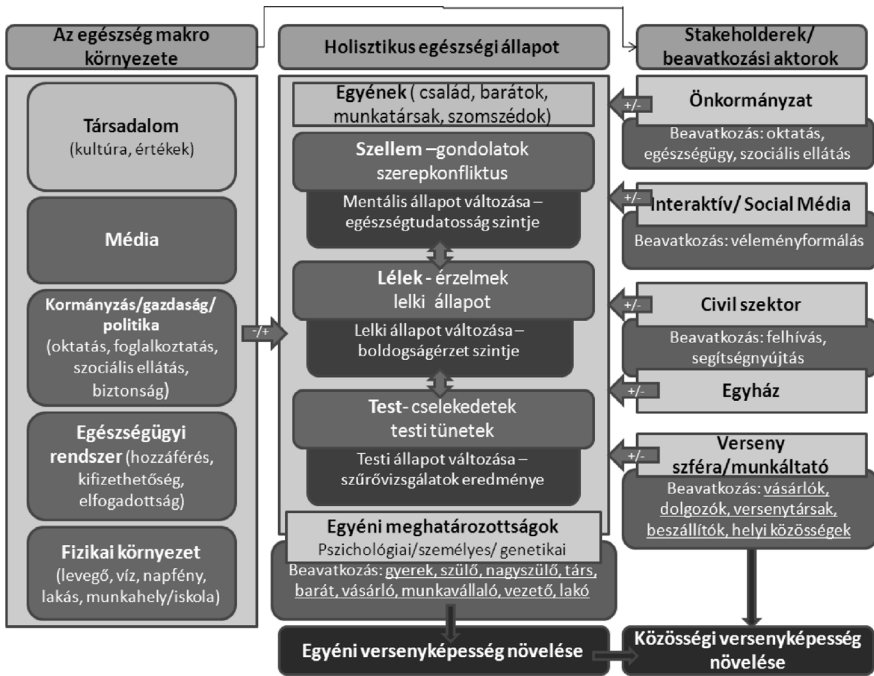 Az egészség makro
környezete
Társadalom
(kultúra, értékek)
Média
Kormányzás/gazdaság/
politika
(oktatás, foglalkoztatás,
szociális ellátás,
biztonság)
Egészségügyi
rendszer (hozzáférés,
kifizethetőség,
elfogadottság)
Fizikai környezet
(levegő, víz, napfény,
lakás, munkahely/iskola)
-/+
Holisztikus egészségi állapot
Egyének ( család, barátok,
munkatársak, szomszédok)
Szellem –gondolatok
szerepkonfliktus
Mentális állapot változása –
egészségtudatosság szintje
Lélek - érzelmek
lelki állapot
Lelki állapot változása –
boldogságérzet szintje
Test- cselekedetek
testi tünetek
Testi állapot változása –
szűrővizsgálatok eredménye
Egyéni meghatározottságok
Pszichológiai/személyes/ genetikai
Beavatkozás: gyerek, szülő, nagyszülő, társ,
barát, vásárló, munkavállaló, vezető, lakó
Egyéni versenyképesség növelése
Stakeholderek/
beavatkozási aktorok
+/-
Önkormányzat
Beavatkozás: oktatás,
egészségügy, szociális ellátás
+/-
Interaktív/ Social Média
Beavatkozás: véleményformálás
+/-
Civil szektor
Beavatkozás: felhívás,
segítségnyújtás
+/-
Egyház
+/-
Verseny
szféra/munkáltató
Beavatkozás: vásárlók,
dolgozók, versenytársak,
beszállítók, helyi közösségek
Közösségi versenyképesség
növelése